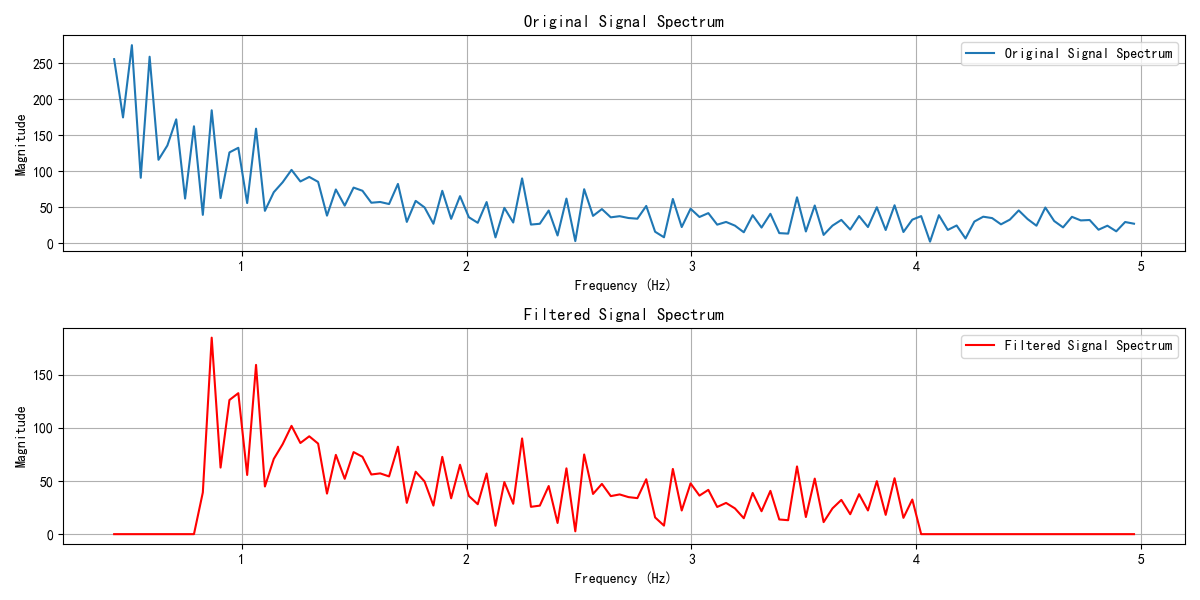 Original Signal Spectrum
Original Signal Spectrum
Magnitude
250
200
150
100
50
0
1 2 3 4 5
Frequency (Hz)
Filtered Signal Spectrum
Filtered Signal Spectrum
Magnitude
150
100
50
0
1 2 3 4 5
Frequency (Hz)